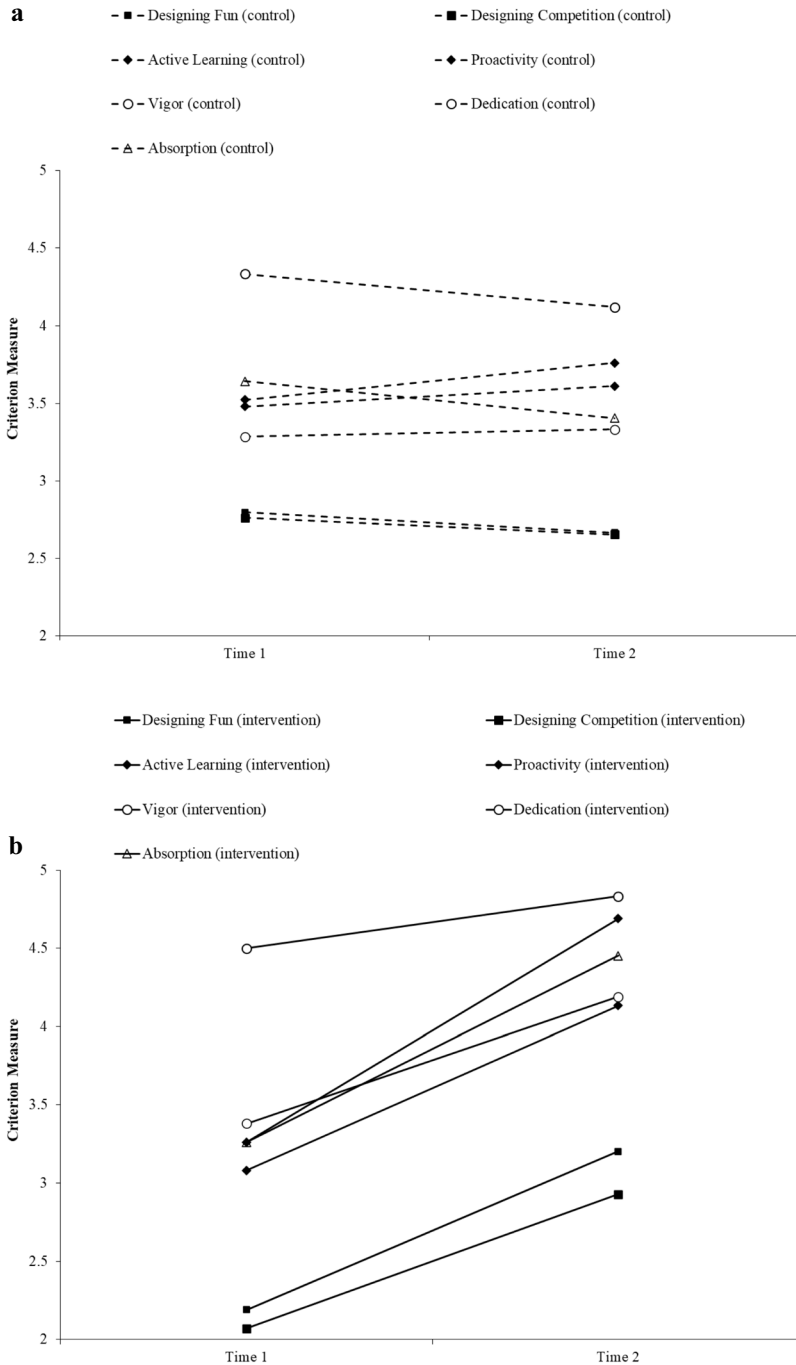 a
Designing Fun (control) Designing Competition (control)
Active Learning (control) Proactivity (control)
Vigor (control) Dedication (control)
Absorption (control)
5
4.5
4
3.5
3
2.5
2
Criterion Measure
Time 1 Time 2
Designing Fun (intervention) Designing Competition (intervention)
Active Learning (intervention) Proactivity (intervention)
Vigor (intervention) Dedication (intervention)
b
Absorption (intervention)
5
4.5
4
3.5
3
2.5
2
Criterion Measure
Time 1 Time 2